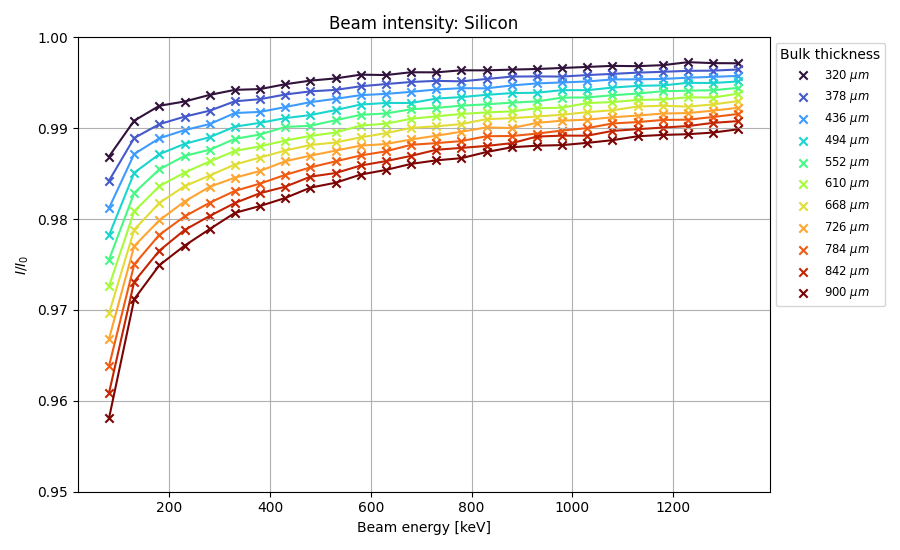 Beam intensity: Silicon
1.00
0.99
0.98
0.97
0.96
0.95
I/I₀
200
400
600
800
1000
1200
Beam energy [keV]
Bulk thickness
320 μm
378 μm
436 μm
494 μm
552 μm
610 μm
668 μm
726 μm
784 μm
842 μm
900 μm